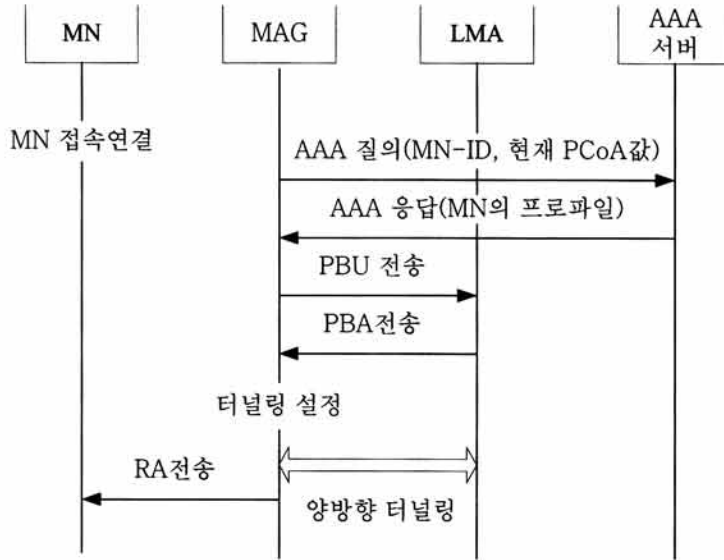 MN
MAG
LMA
AAA
서버
MN 접속연결
AAA 질의(MN-ID, 현재 PCoA값)
AAA 응답(MN의 프로파일)
PBU 전송
PBA전송
터널링 설정
RA전송
양방향 터널링